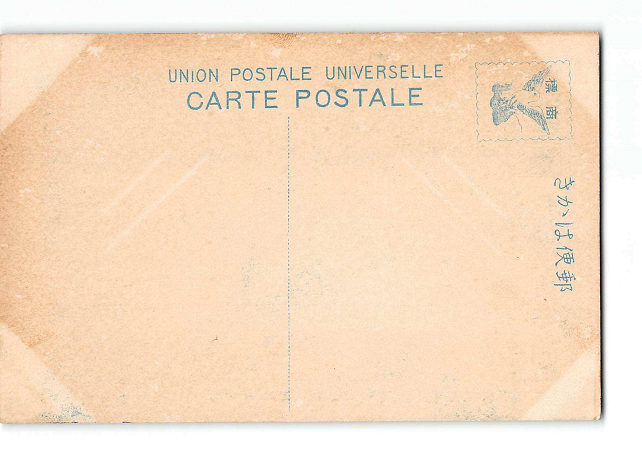 UNION POSTALE UNIVERSELLE
CARTE POSTALE
商標
きかは便郵